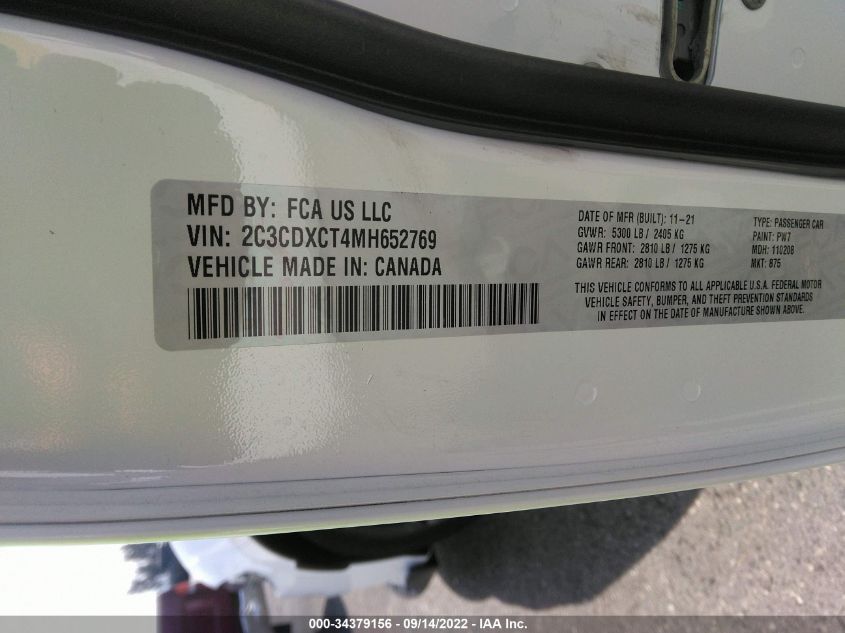 MFD BY: FCA US LLC
VIN: 2C3CDXCT4MH652769
VEHICLE MADE IN: CANADA
DATE OF MFR (BUILT): 11-21
GVWR: 5300 LB / 2405 KG
GAWR FRONT: 2810 LB / 1275 KG
GAWR REAR: 2810 LB / 1275 KG
TYPE: PASSENGER CAR
PAINT: PW7
MDH: 110208
MKT: 875
THIS VEHICLE CONFORMS TO ALL APPLICABLE U.S.A. FEDERAL MOTOR
VEHICLE SAFETY, BUMPER, AND THEFT PREVENTION STANDARDS
IN EFFECT ON THE DATE OF MANUFACTURE SHOWN ABOVE.
000-34379156 - 09/14/2022 - IAA Inc.